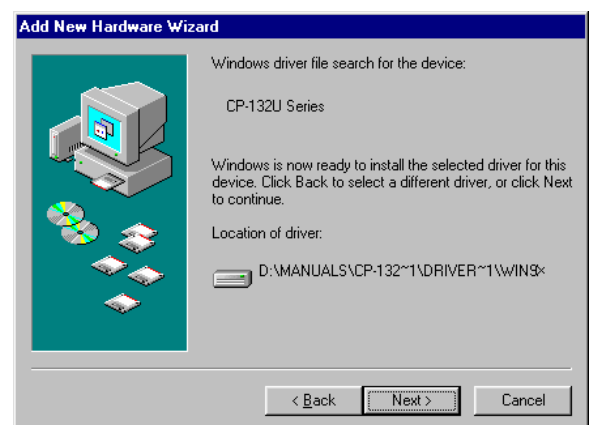 Add New Hardware Wizard
Windows driver file search for the device:
CP-132U Series
Windows is now ready to install the selected driver for this
device. Click Back to select a different driver, or click Next
to continue.
Location of driver:
D:\MANUALS\CP-132~1\DRIVER~1\WIN9×
< Back
Next >
Cancel